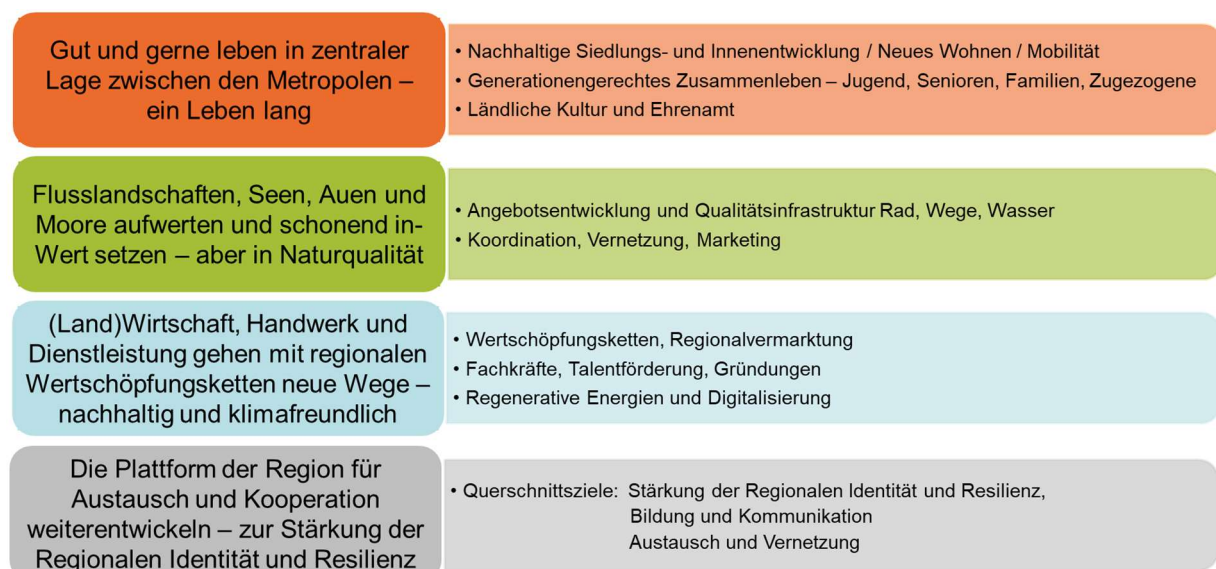 Gut und gerne leben in zentraler
Lage zwischen den Metropolen –
ein Leben lang
• Nachhaltige Siedlungs- und Innenentwicklung / Neues Wohnen / Mobilität
• Generationengerechtes Zusammenleben – Jugend, Senioren, Familien, Zugezogene
• Ländliche Kultur und Ehrenamt
Flusslandschaften, Seen, Auen und
Moore aufwerten und schonend in-
Wert setzen – aber in Naturqualität
• Angebotsentwicklung und Qualitätsinfrastruktur Rad, Wege, Wasser
• Koordination, Vernetzung, Marketing
(Land)Wirtschaft, Handwerk und
Dienstleistung gehen mit regionalen
Wertschöpfungsketten neue Wege –
nachhaltig und klimafreundlich
• Wertschöpfungsketten, Regionalvermarktung
• Fachkräfte, Talentförderung, Gründungen
• Regenerative Energien und Digitalisierung
Die Plattform der Region für
Austausch und Kooperation
weiterentwickeln – zur Stärkung der
Regionalen Identität und Resilienz
• Querschnittsziele: Stärkung der Regionalen Identität und Resilienz,
Bildung und Kommunikation
Austausch und Vernetzung